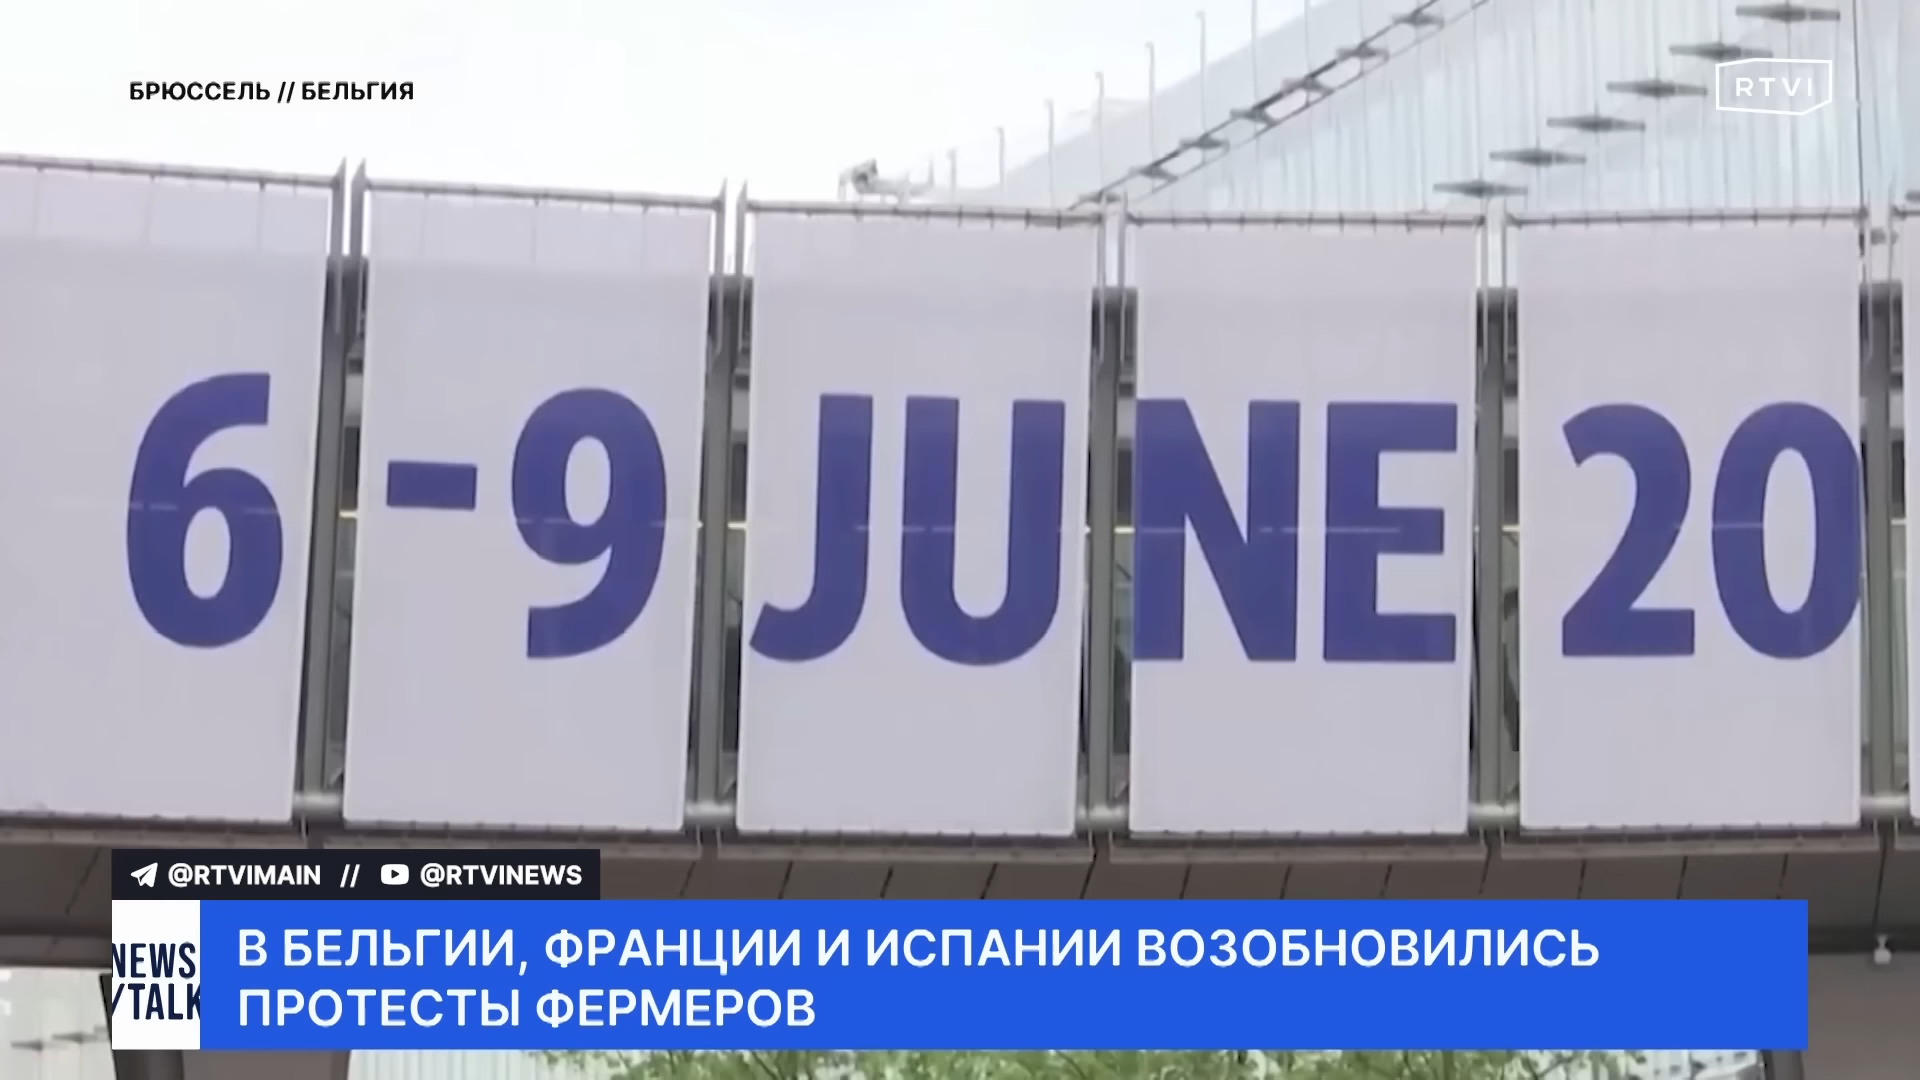 БРЮССЕЛЬ // БЕЛЬГИЯ
RTVI
6-9 JUNE 20
@RTVIMAIN // @RTVINEWS
NEWS
/TALK
В БЕЛЬГИИ, ФРАНЦИИ И ИСПАНИИ ВОЗОБНОВИЛИСЬ
ПРОТЕСТЫ ФЕРМЕРОВ